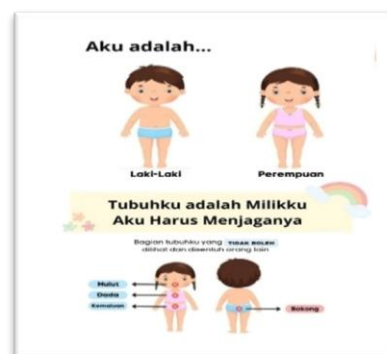 Aku adalah...
Laki-Laki
Perempuan
Tubuhku adalah Milikku
Aku Harus Menjaganya
Bagian tubuhku yang TIDAK BOLEH
dilihat dan disentuh orang lain
Mulut
Dada
Kemaluan
Bokong